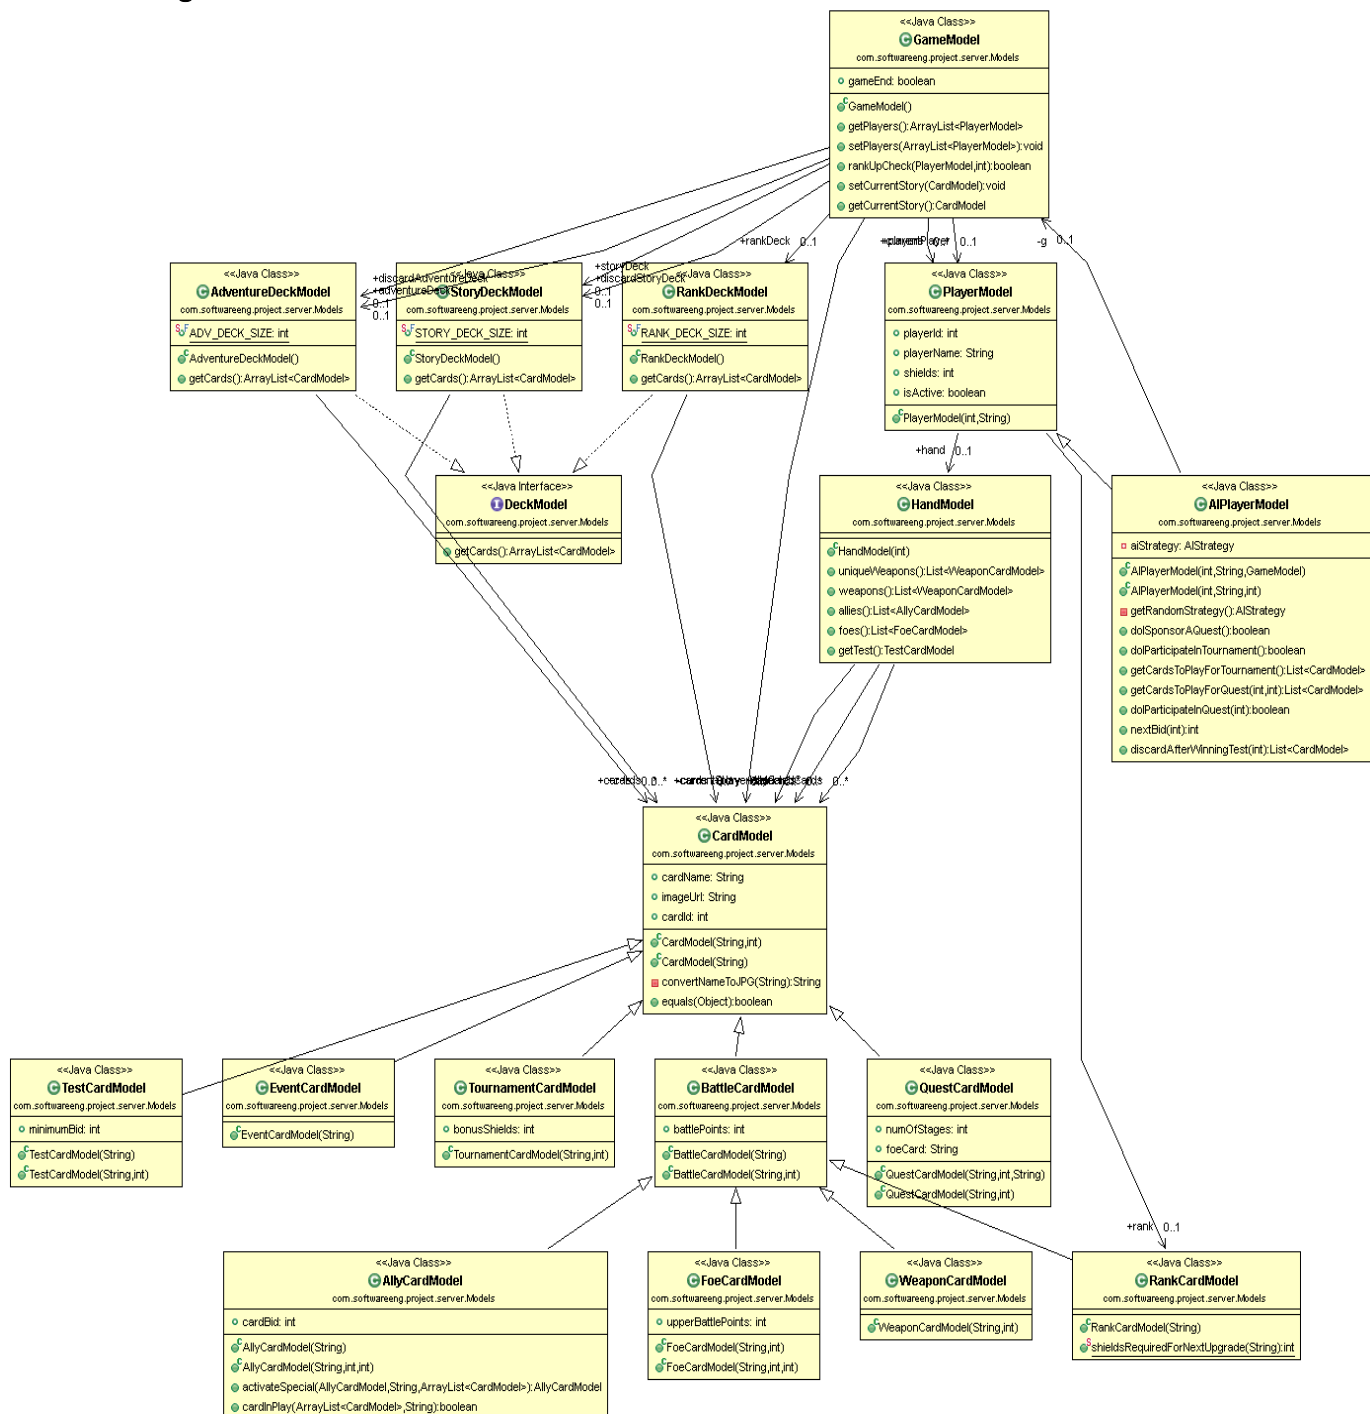 <<Java Class>>
GameModel
com.softwareeng.project.server.Models
gameEnd: boolean
GameModel()
getPlayers():ArrayList<PlayerModel>
setPlayers(ArrayList<PlayerModel>):void
rankUpCheck(PlayerModel,int):boolean
setCurrentStory(CardModel):void
getCurrentStory():CardModel
+rankDeck 0..1
0..* 0..1
-g 0..1
<<Java Class>>
AdventureDeckModel
com.softwareeng.project.server.Models
ADV_DECK_SIZE: int
AdventureDeckModel()
getCards():ArrayList<CardModel>
+discardAdventureDeck
+adventureDeck
0..1
0..1
<<Java Class>>
StoryDeckModel
com.softwareeng.project.server.Models
STORY_DECK_SIZE: int
StoryDeckModel()
getCards():ArrayList<CardModel>
+storyDeck
+discardStoryDeck
0..1
0..1
<<Java Class>>
RankDeckModel
com.softwareeng.project.server.Models
RANK_DECK_SIZE: int
RankDeckModel()
getCards():ArrayList<CardModel>
<<Java Class>>
PlayerModel
com.softwareeng.project.server.Models
playerId: int
playerName: String
shields: int
isActive: boolean
PlayerModel(int,String)
+hand 0..1
<<Java Interface>>
DeckModel
com.softwareeng.project.server.Models
getCards():ArrayList<CardModel>
<<Java Class>>
HandModel
com.softwareeng.project.server.Models
HandModel(int)
uniqueWeapons():List<WeaponCardModel>
weapons():List<WeaponCardModel>
allies():List<AllyCardModel>
foes():List<FoeCardModel>
getTest():TestCardModel
<<Java Class>>
AIPlayerModel
com.softwareeng.project.server.Models
aiStrategy: AIStrategy
AIPlayerModel(int,String,GameModel)
AIPlayerModel(int,String,int)
getRandomStrategy():AIStrategy
doISponsorAQuest():boolean
doIParticipateInTournament():boolean
getCardsToPlayForTournament():List<CardModel>
getCardsToPlayForQuest(int,int):List<CardModel>
doIParticipateInQuest(int):boolean
nextBid(int):int
discardAfterWinningTest(int):List<CardModel>
0..*
<<Java Class>>
CardModel
com.softwareeng.project.server.Models
cardName: String
imageUrl: String
cardId: int
CardModel(String,int)
CardModel(String)
convertNameToJPG(String):String
equals(Object):boolean
<<Java Class>>
TestCardModel
com.softwareeng.project.server.Models
minimumBid: int
TestCardModel(String)
TestCardModel(String,int)
<<Java Class>>
EventCardModel
com.softwareeng.project.server.Models
EventCardModel(String)
<<Java Class>>
TournamentCardModel
com.softwareeng.project.server.Models
bonusShields: int
TournamentCardModel(String,int)
<<Java Class>>
BattleCardModel
com.softwareeng.project.server.Models
battlePoints: int
BattleCardModel(String)
BattleCardModel(String,int)
<<Java Class>>
QuestCardModel
com.softwareeng.project.server.Models
numOfStages: int
foeCard: String
QuestCardModel(String,int,String)
QuestCardModel(String,int)
+rank 0..1
<<Java Class>>
AllyCardModel
com.softwareeng.project.server.Models
cardBid: int
AllyCardModel(String)
AllyCardModel(String,int,int)
activateSpecial(AllyCardModel,String,ArrayList<CardModel>):AllyCardModel
cardInPlay(ArrayList<CardModel>,String):boolean
<<Java Class>>
FoeCardModel
com.softwareeng.project.server.Models
upperBattlePoints: int
FoeCardModel(String,int)
FoeCardModel(String,int,int)
<<Java Class>>
WeaponCardModel
com.softwareeng.project.server.Models
WeaponCardModel(String,int)
<<Java Class>>
RankCardModel
com.softwareeng.project.server.Models
RankCardModel(String)
shieldsRequiredForNextUpgrade(String):int